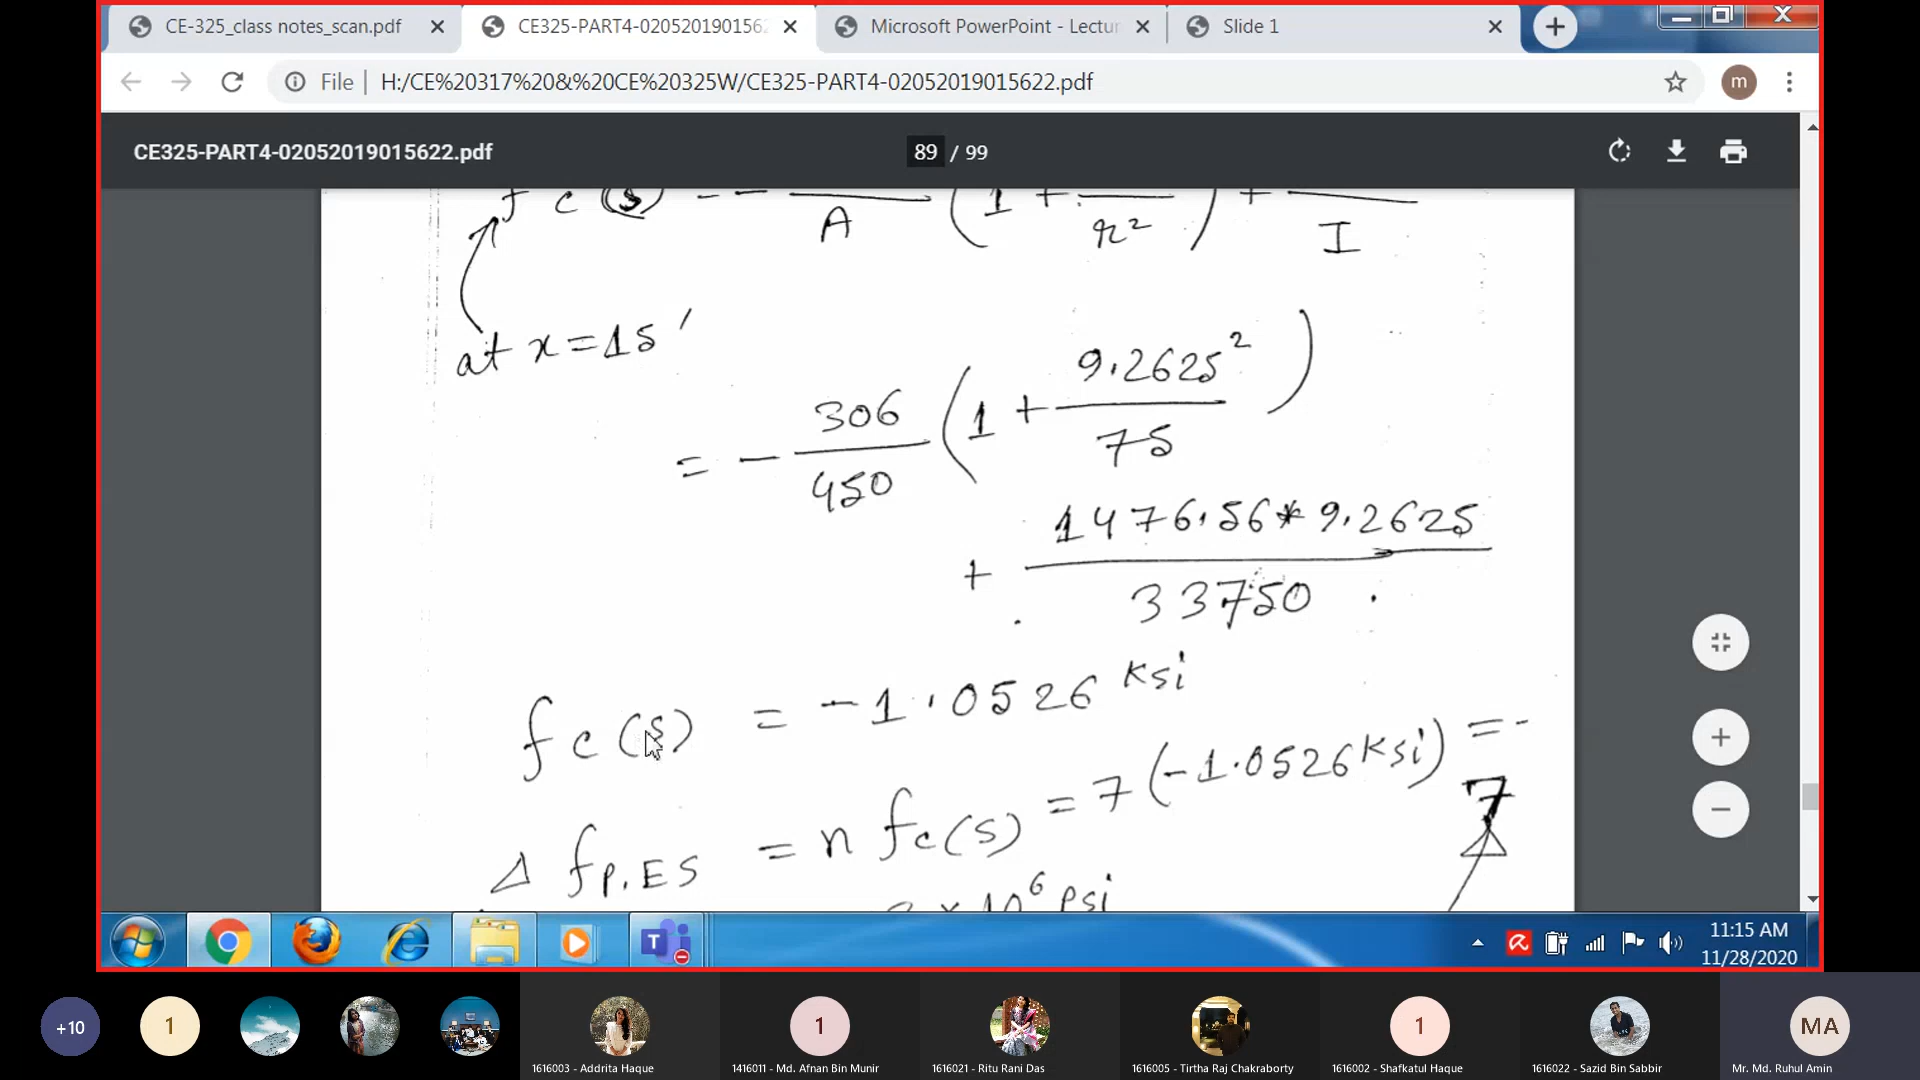 CE-325_class notes_scan.pdf
CE325-PART4-0205201901562
Microsoft PowerPoint - Lectur
Slide 1
File | H:/CE%20317%20&%20CE%20325W/CE325-PART4-02052019015622.pdf
m
CE325-PART4-02052019015622.pdf
89 / 99
f c (s) = - A (1 + r²) + I
at x = 15'
= - 306/450 (1 + 9.2625²/75)
+ 1476.56*9.2625/33750
fc(s) = -1.0526 ksi
Δ fP.ES = n fc(s) = 7 (-1.0526 ksi) = -7
x 10⁶ psi
T
11:15 AM
11/28/2020
+10
1
1
1
MA
1616003 - Addrita Haque
1416011 - Md. Afnan Bin Munir
1616021 - Ritu Rani Das
1616005 - Tirtha Raj Chakraborty
1616002 - Shafkatul Haque
1616022 - Sazid Bin Sabbir
Mr. Md. Ruhul Amin